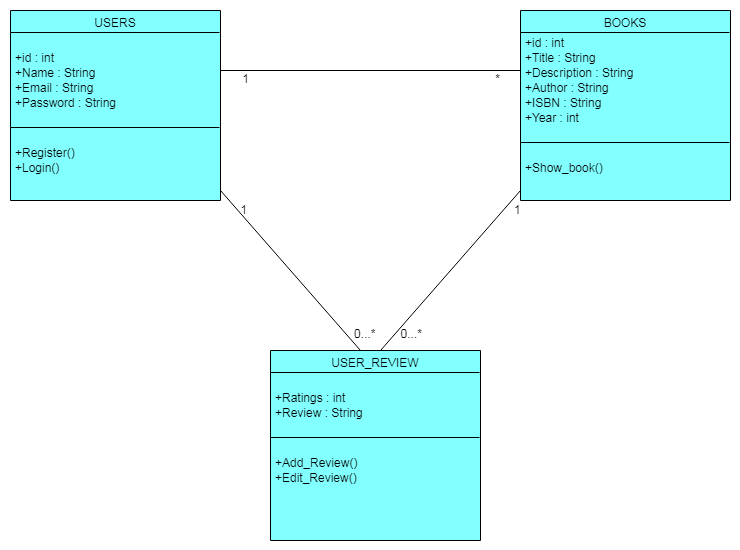 USERS
+id : int
+Name : String
+Email : String
+Password : String
+Register()
+Login()
BOOKS
+id : int
+Title : String
+Description : String
+Author : String
+ISBN : String
+Year : int
+Show_book()
1
*
1
1
0...*
0...*
USER_REVIEW
+Ratings : int
+Review : String
+Add_Review()
+Edit_Review()